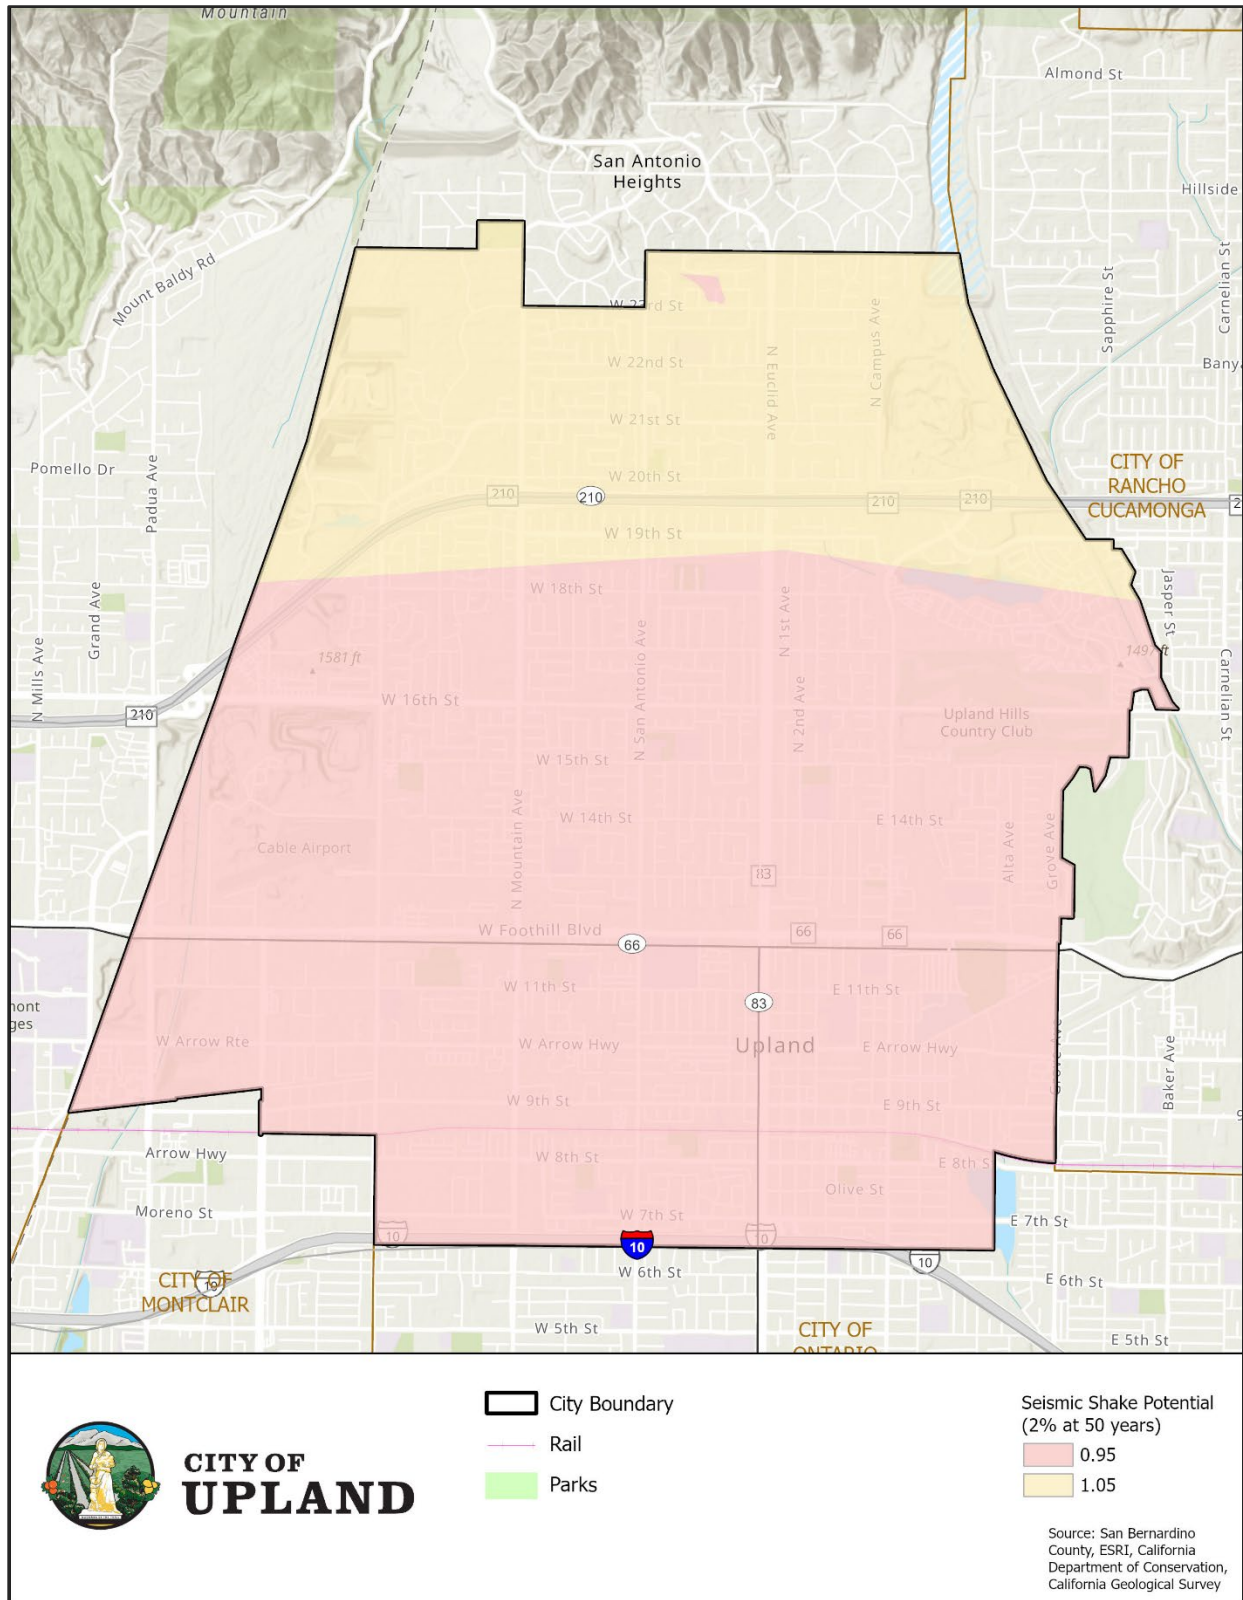 Mountain
Almond St
San Antonio
Heights
Hillside
Mount Baldy Rd
Sapphire St
Carnelian St
W 23rd St
N Campus Ave
N Euclid Ave
W 22nd St
W 21st St
Pomello Dr
Padua Ave
W 20th St
CITY OF
RANCHO
CUCAMONGA
210
210
210
210
W 19th St
W 18th St
Grand Ave
N Mills Ave
N San Antonio Ave
N 1st Ave
Jasper St
1581 ft
1497 ft
Carnelian St
W 16th St
210
N 2nd Ave
Upland Hills
Country Club
W 15th St
N Mountain Ave
W 14th St
E 14th St
Alta Ave
Grove Ave
Cable Airport
83
W Foothill Blvd
66
66
66
W 11th St
E 11th St
83
W Arrow Rte
W Arrow Hwy
Upland
E Arrow Hwy
Baker Ave
W 9th St
E 9th St
Arrow Hwy
W 8th St
Olive St
Moreno St
W 7th St
E 7th St
10
10
10
W 6th St
E 6th St
CITY OF
MONTCLAIR
W 5th St
CITY OF
ONTARIO
E 5th St
City Boundary
Rail
Parks
CITY OF
UPLAND
Seismic Shake Potential
(2% at 50 years)
0.95
1.05
Source: San Bernardino
County, ESRI, California
Department of Conservation,
California Geological Survey